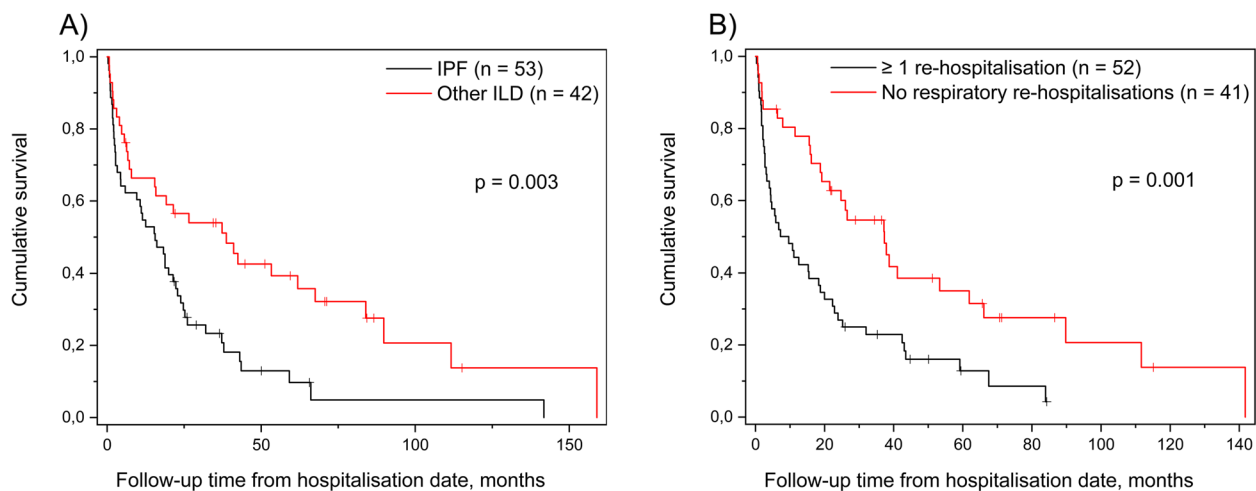 A)
IPF (n = 53)
Other ILD (n = 42)
p = 0.003
Cumulative survival
1,0
0,8
0,6
0,4
0,2
0,0
0
50
100
150
Follow-up time from hospitalisation date, months
B)
≥ 1 re-hospitalisation (n = 52)
No respiratory re-hospitalisations (n = 41)
p = 0.001
Cumulative survival
1,0
0,8
0,6
0,4
0,2
0,0
0
20
40
60
80
100
120
140
Follow-up time from hospitalisation date, months